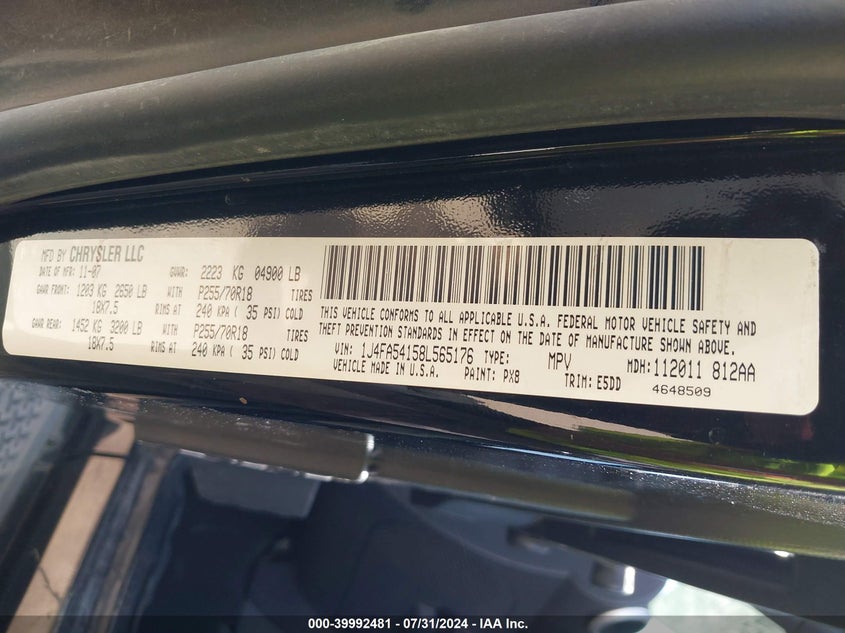 MFD BY CHRYSLER LLC
DATE OF MFR: 11-07 GVWR: 2223 KG 04900 LB
GAWR FRONT: 1203 KG 2650 LB WITH P255/70R18 TIRES
18X7.5 RIMS AT 240 KPA ( 35 PSI) COLD
GAWR REAR: 1452 KG 3200 LB WITH P255/70R18 TIRES
18X7.5 RIMS AT 240 KPA ( 35 PSI) COLD
THIS VEHICLE CONFORMS TO ALL APPLICABLE U.S.A. FEDERAL MOTOR VEHICLE SAFETY AND
THEFT PREVENTION STANDARDS IN EFFECT ON THE DATE OF MANUFACTURE SHOWN ABOVE.
VIN: 1J4FA54158L565176 TYPE: MPV MDH: 112011 812AA
VEHICLE MADE IN U.S.A. PAINT: PX8 TRIM: E5DD 4648509
000-39992481 - 07/31/2024 - IAA Inc.